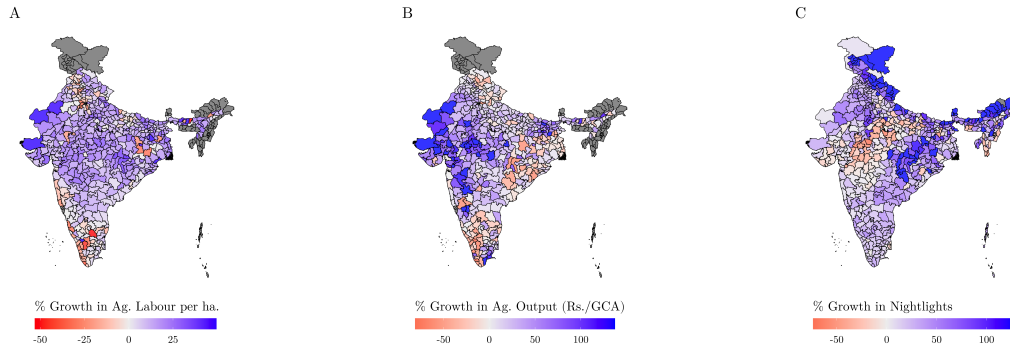 A
B
C
% Growth in Ag. Labour per ha.
-50 -25 0 25
% Growth in Ag. Output (Rs./GCA)
-50 0 50 100
% Growth in Nightlights
-50 0 50 100